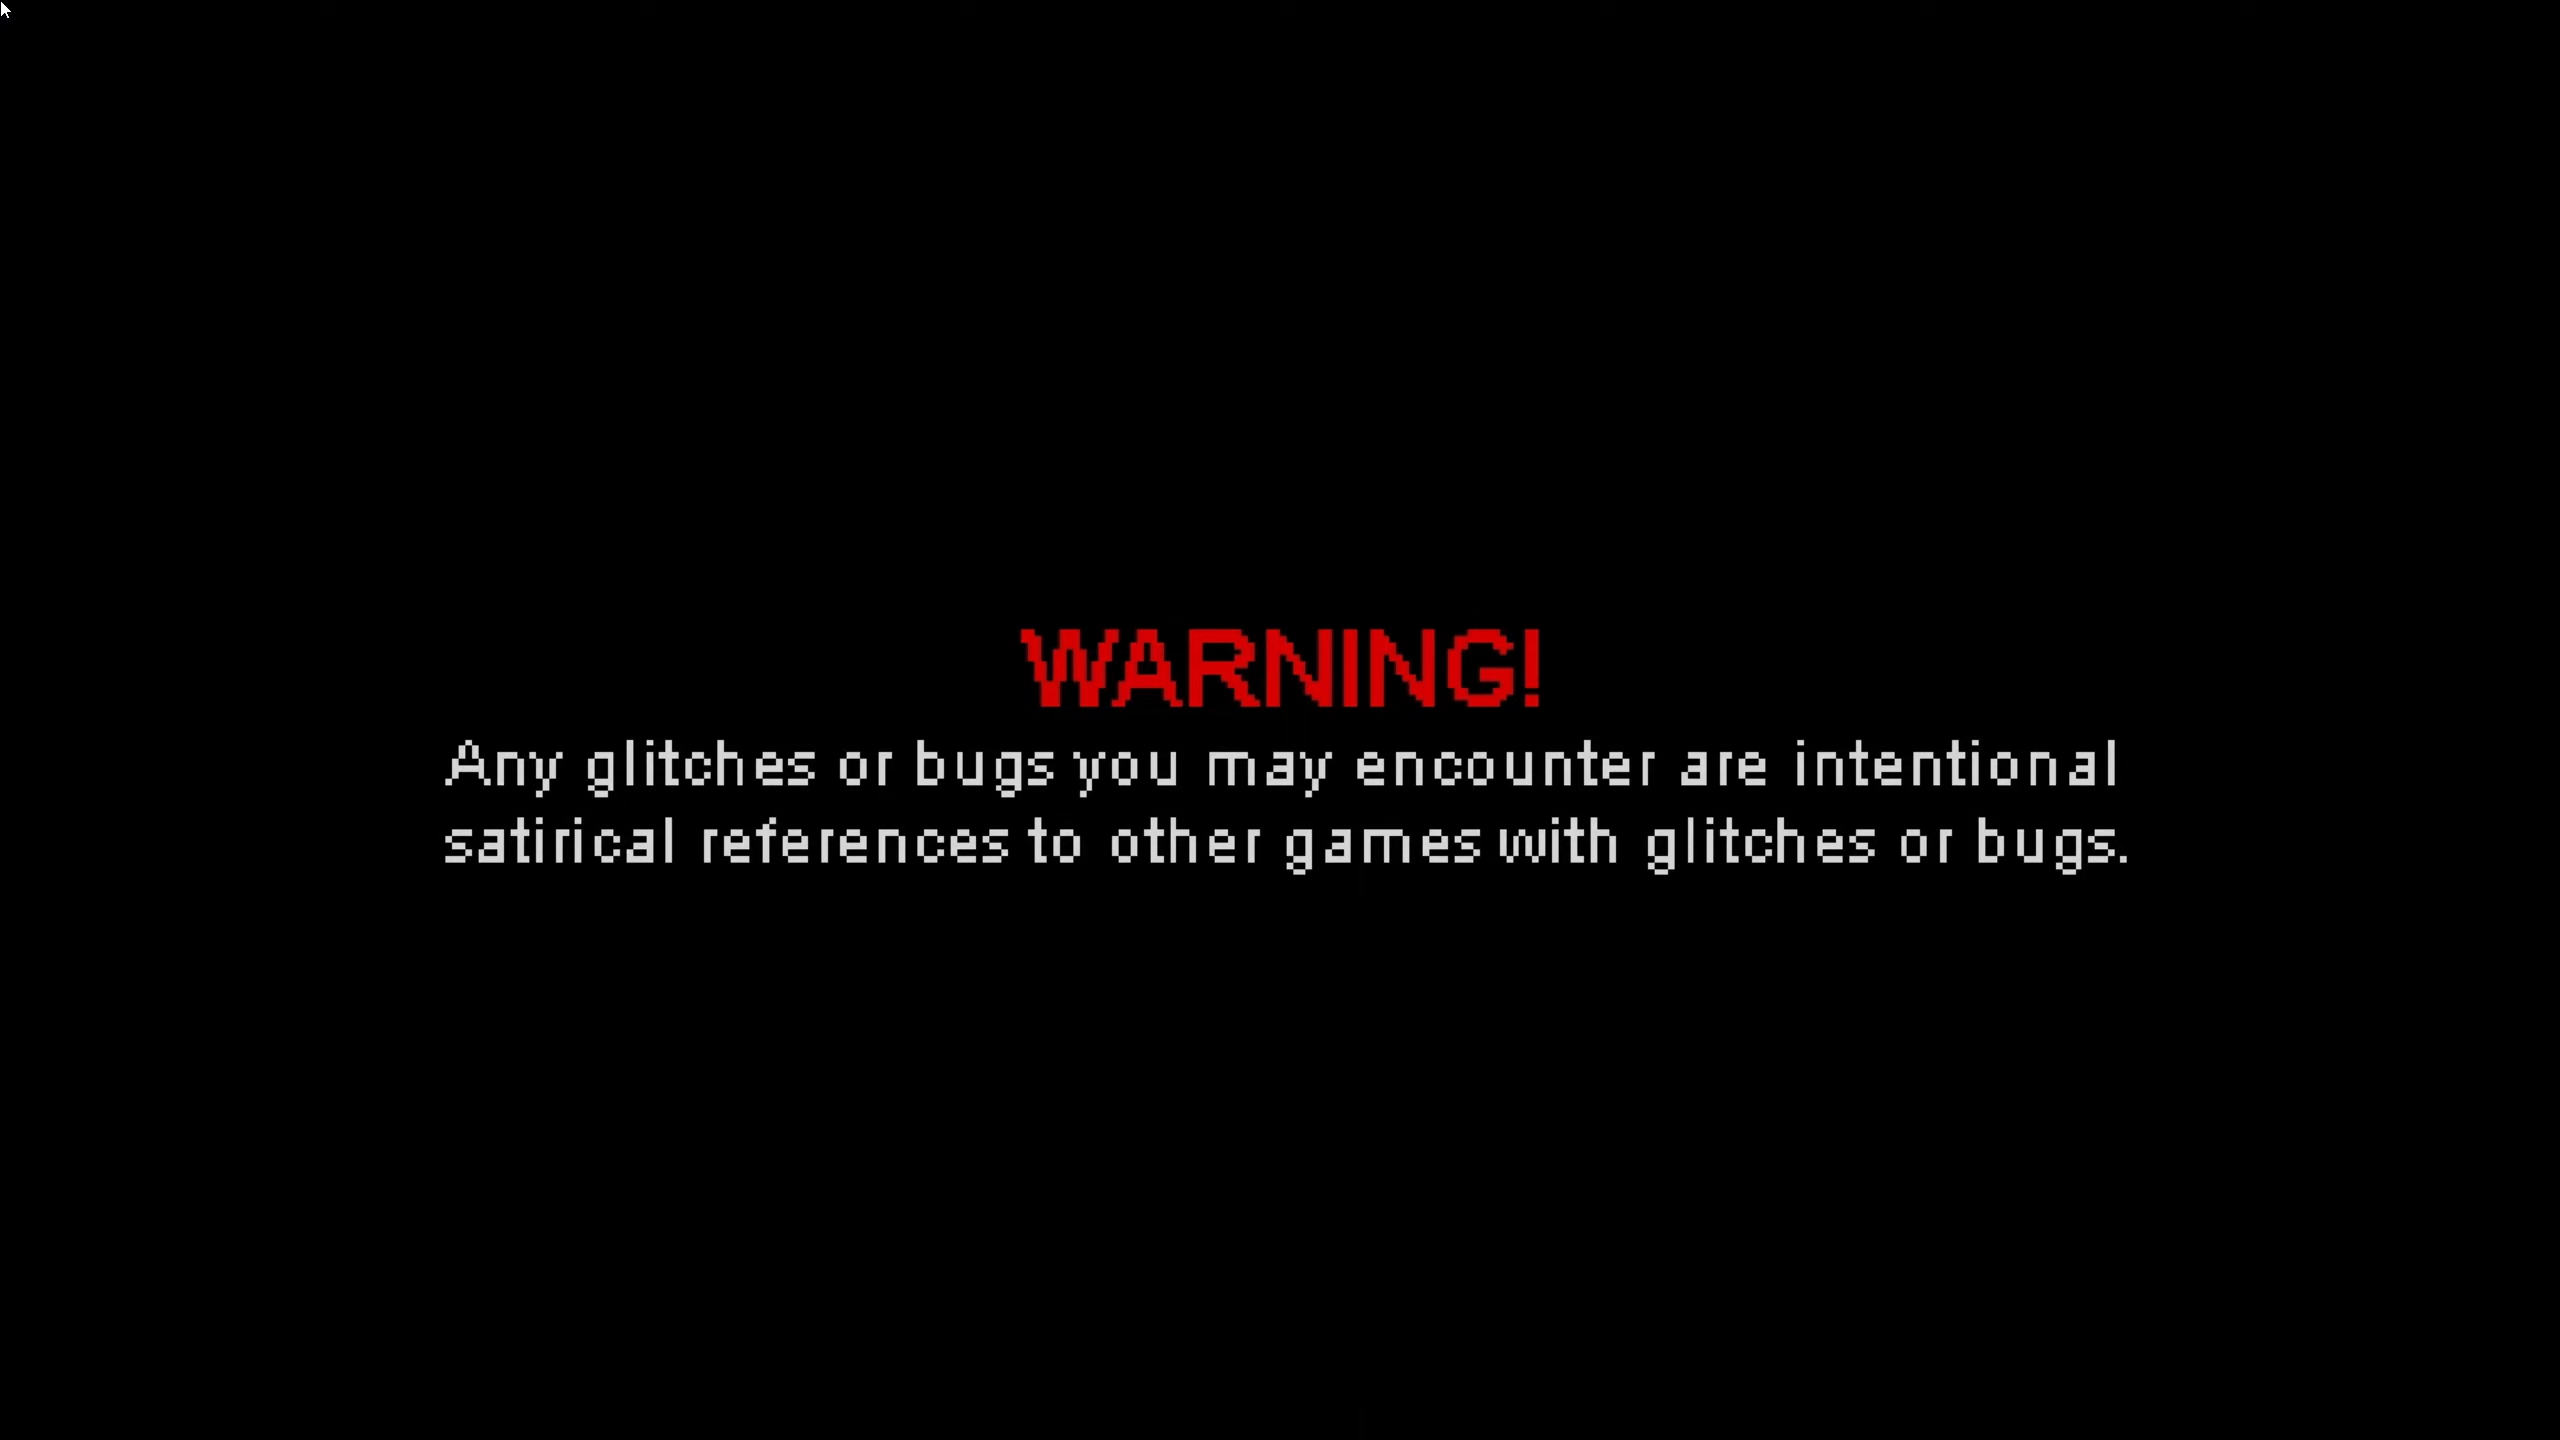 WARNING!
Any glitches or bugs you may encounter are intentional
satirical references to other games with glitches or bugs.